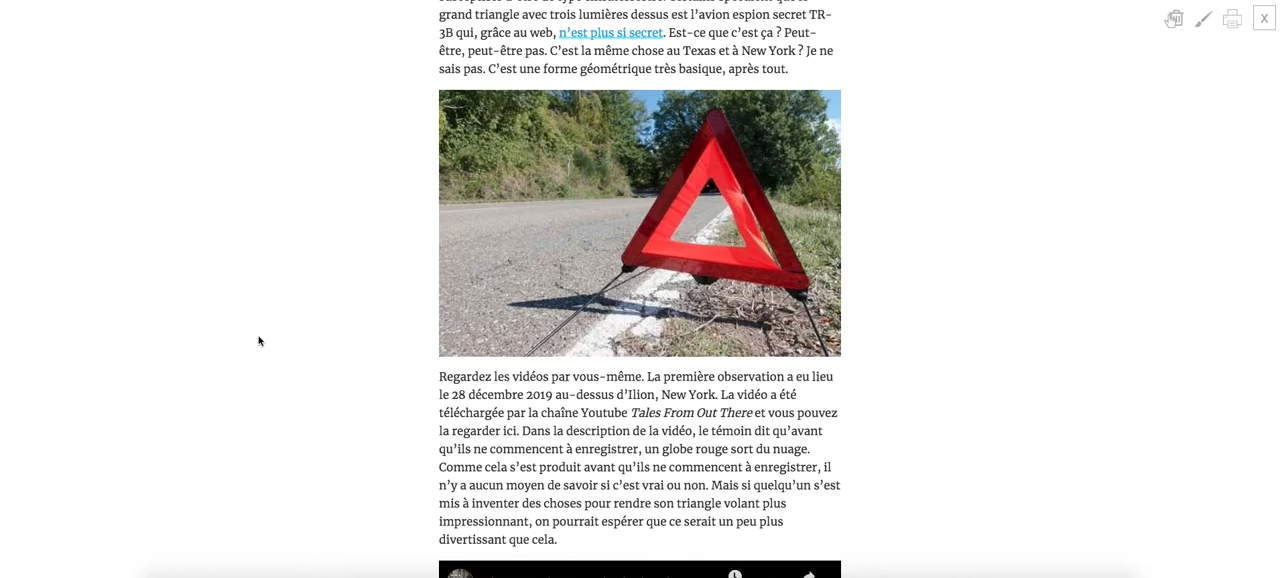 grand triangle avec trois lumières dessus est l’avion espion secret TR-
3B qui, grâce au web, n’est plus si secret. Est-ce que c’est ça ? Peut-
être, peut-être pas. C’est la même chose au Texas et à New York ? Je ne
sais pas. C’est une forme géométrique très basique, après tout.
X
Regardez les vidéos par vous-même. La première observation a eu lieu
le 28 décembre 2019 au-dessus d’Ilion, New York. La vidéo a été
téléchargée par la chaîne Youtube Tales From Out There et vous pouvez
la regarder ici. Dans la description de la vidéo, le témoin dit qu’avant
qu’ils ne commencent à enregistrer, un globe rouge sort du nuage.
Comme cela s’est produit avant qu’ils ne commencent à enregistrer, il
n’y a aucun moyen de savoir si c’est vrai ou non. Mais si quelqu’un s’est
mis à inventer des choses pour rendre son triangle volant plus
impressionnant, on pourrait espérer que ce serait un peu plus
divertissant que cela.